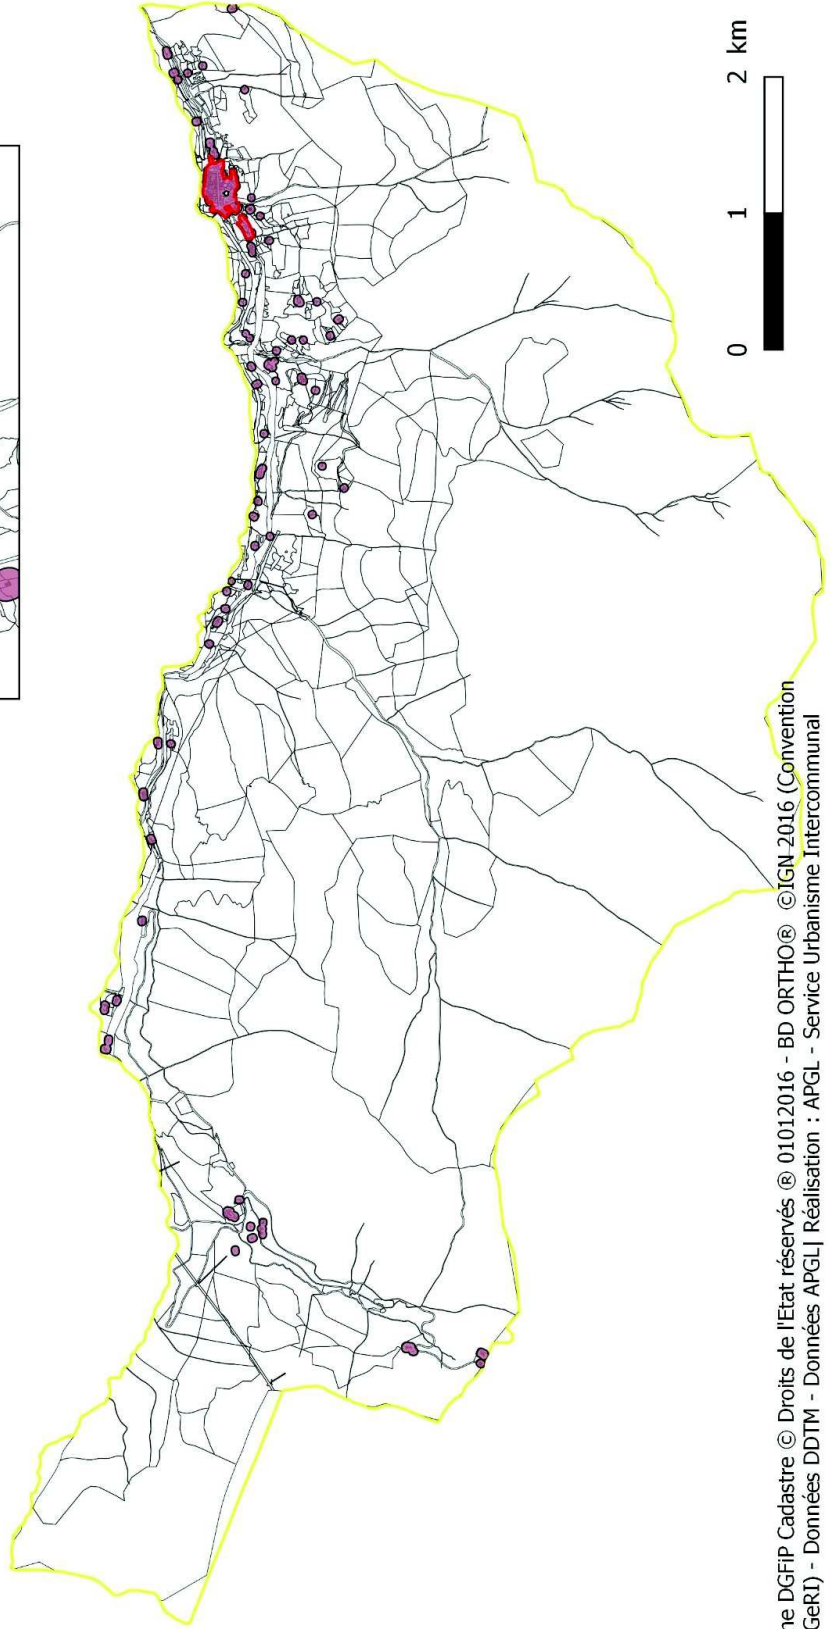 2 km
1
0
DGFiP Cadastre © Droits de l'Etat réservés ® 01012016 - BD ORTHO® ©IGN 2016 (Convention
GeRI) - Données DDTM - Données APGL| Réalisation : APGL - Service Urbanisme Intercommunal